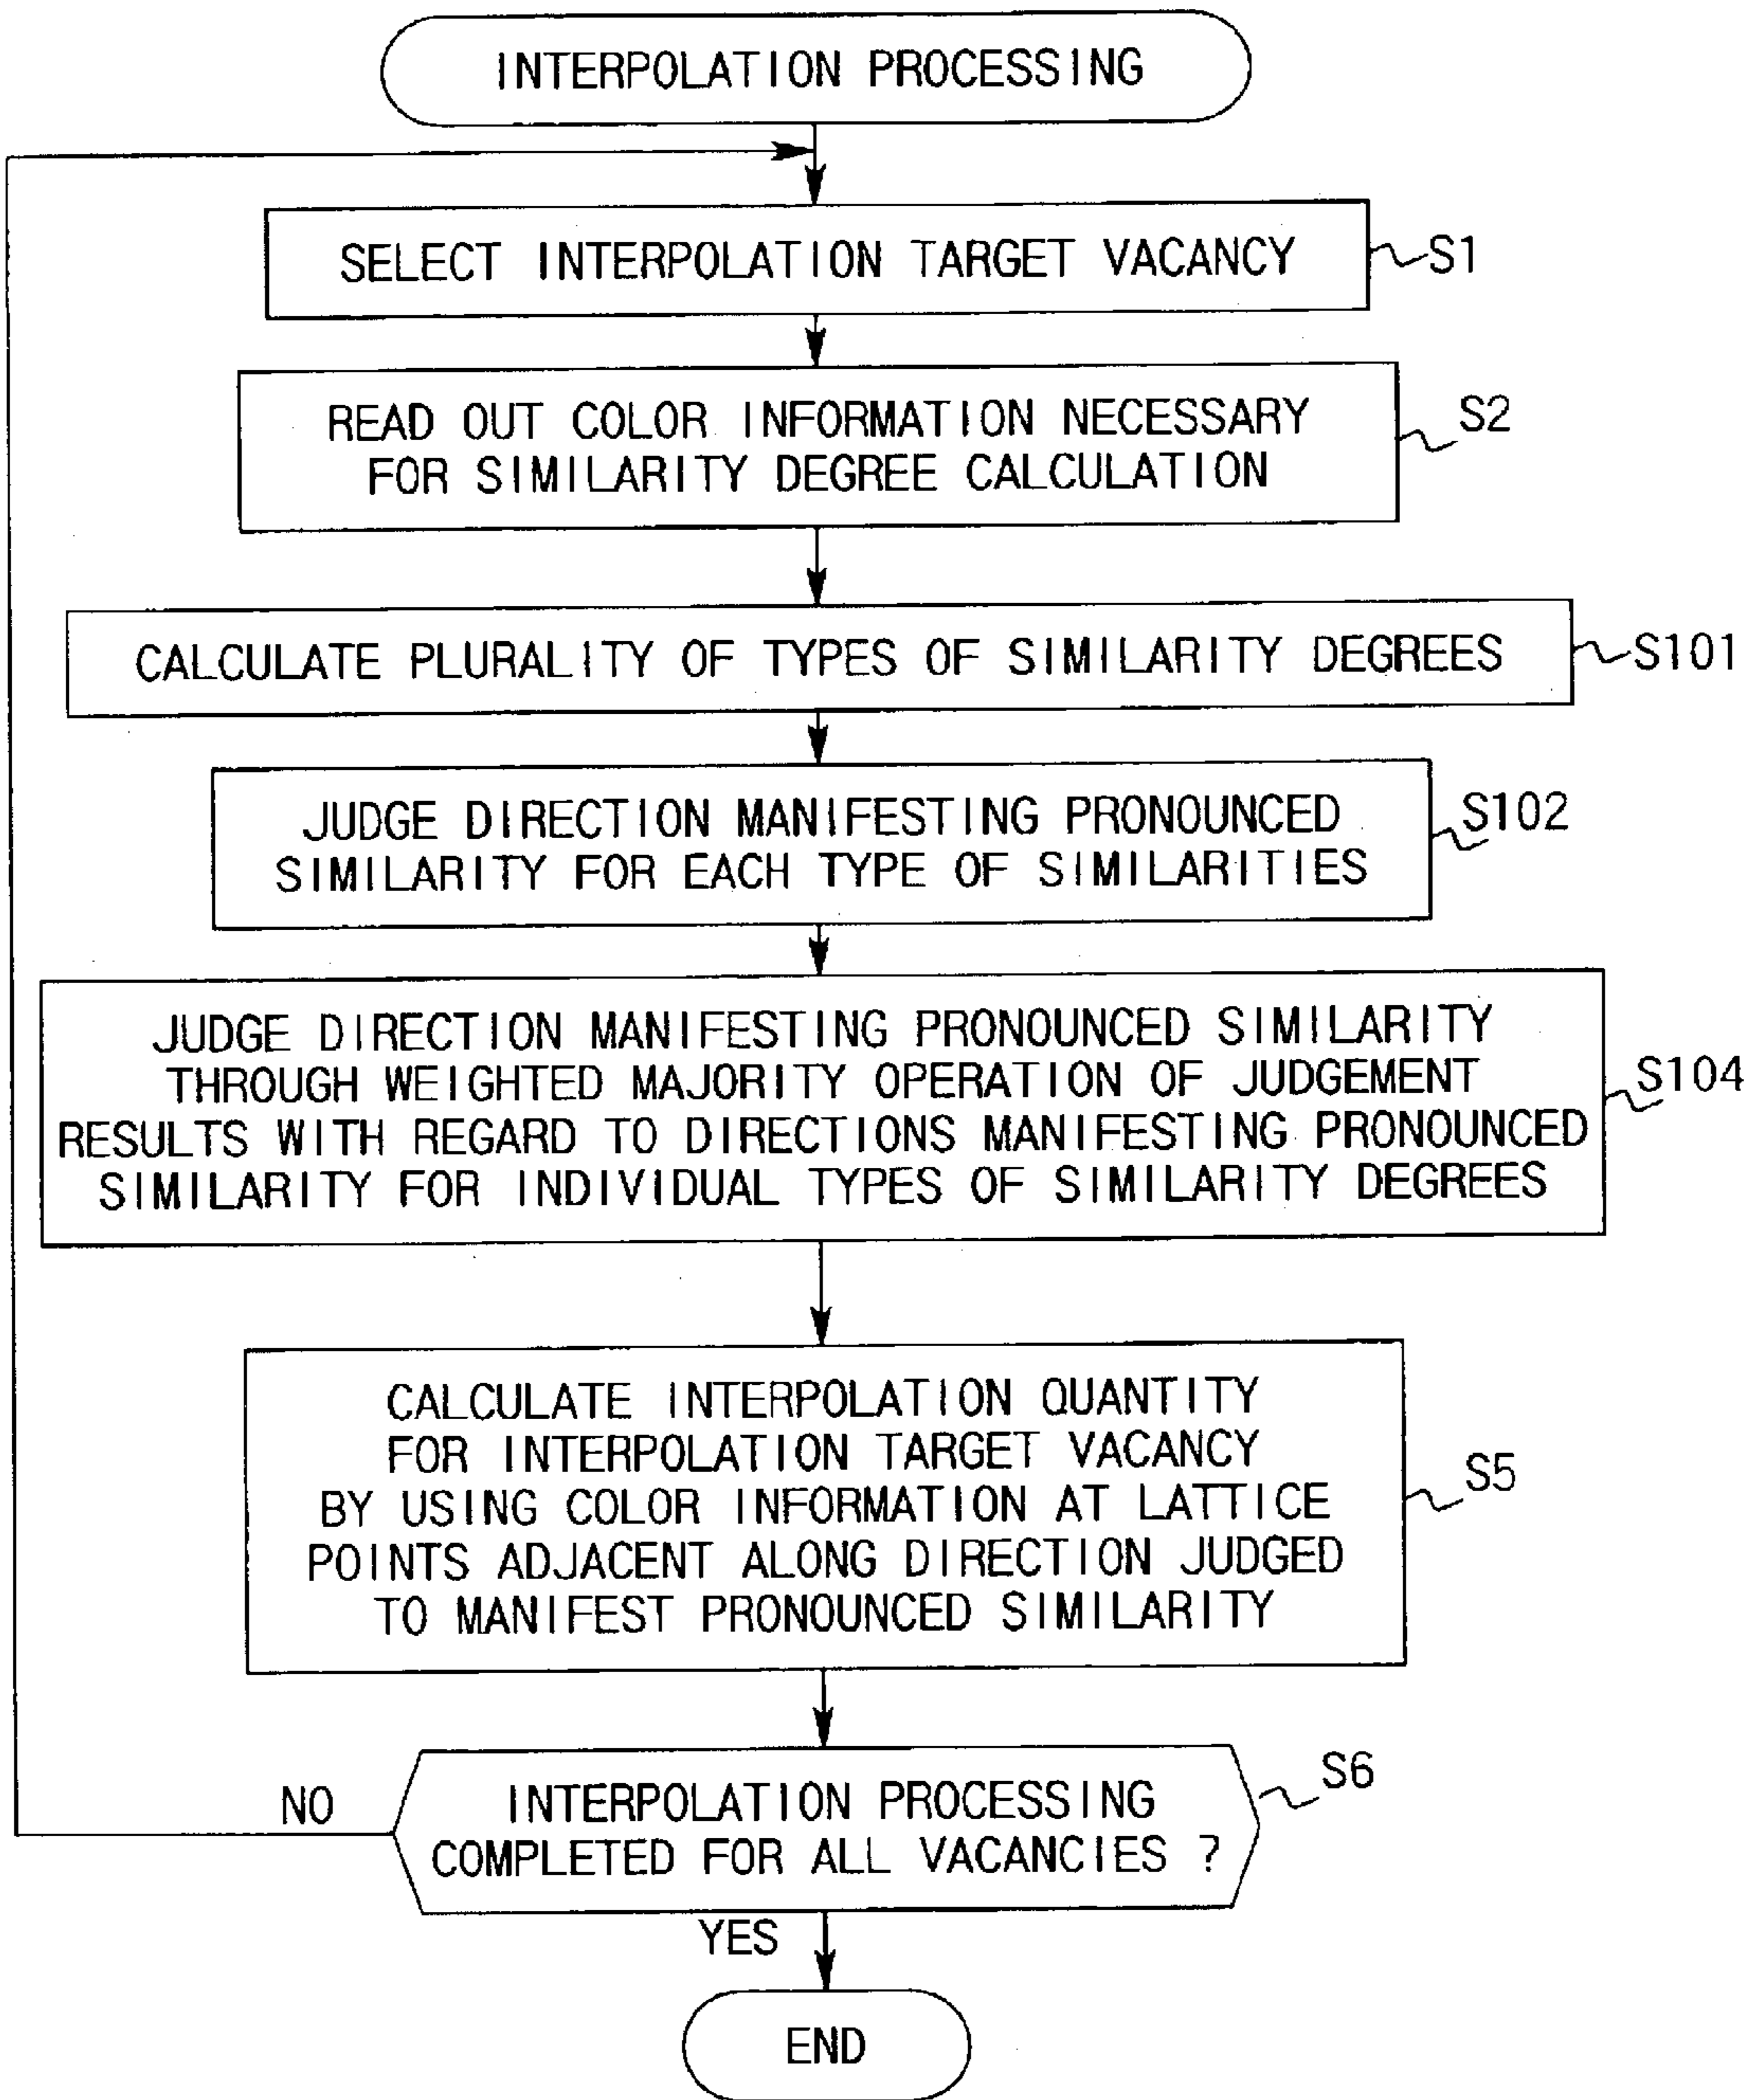 INTERPOLATION PROCESSING
SELECT INTERPOLATION TARGET VACANCY
S1
READ OUT COLOR INFORMATION NECESSARY
FOR SIMILARITY DEGREE CALCULATION
S2
CALCULATE PLURALITY OF TYPES OF SIMILARITY DEGREES
S101
JUDGE DIRECTION MANIFESTING PRONOUNCED
SIMILARITY FOR EACH TYPE OF SIMILARITIES
S102
JUDGE DIRECTION MANIFESTING PRONOUNCED SIMILARITY
THROUGH WEIGHTED MAJORITY OPERATION OF JUDGEMENT
RESULTS WITH REGARD TO DIRECTIONS MANIFESTING PRONOUNCED
SIMILARITY FOR INDIVIDUAL TYPES OF SIMILARITY DEGREES
S104
CALCULATE INTERPOLATION QUANTITY
FOR INTERPOLATION TARGET VACANCY
BY USING COLOR INFORMATION AT LATTICE
POINTS ADJACENT ALONG DIRECTION JUDGED
TO MANIFEST PRONOUNCED SIMILARITY
S5
INTERPOLATION PROCESSING
COMPLETED FOR ALL VACANCIES ?
S6
NO
YES
END